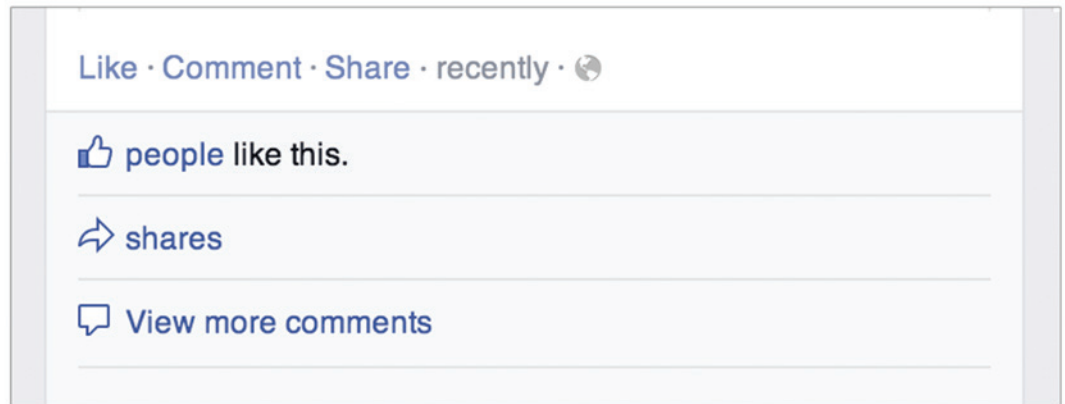 Like · Comment · Share · recently ·
people like this.
shares
View more comments